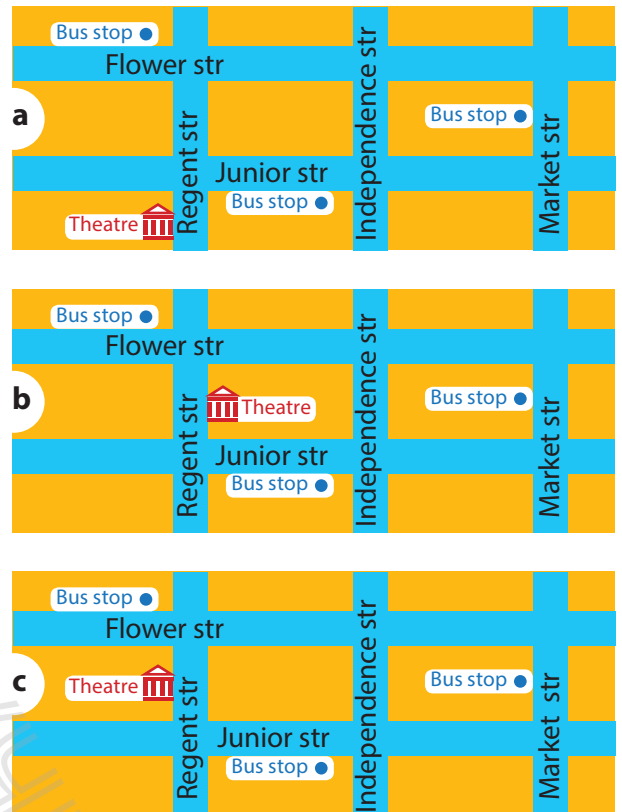 Bus stop
Flower str
Independence str
a
Bus stop
Regent str
Market str
Junior str
Bus stop
Theatre
Bus stop
Flower str
Independence str
b
Theatre
Bus stop
Regent str
Market str
Junior str
Bus stop
Bus stop
Flower str
Independence str
c
Theatre
Bus stop
Regent str
Market str
Junior str
Bus stop